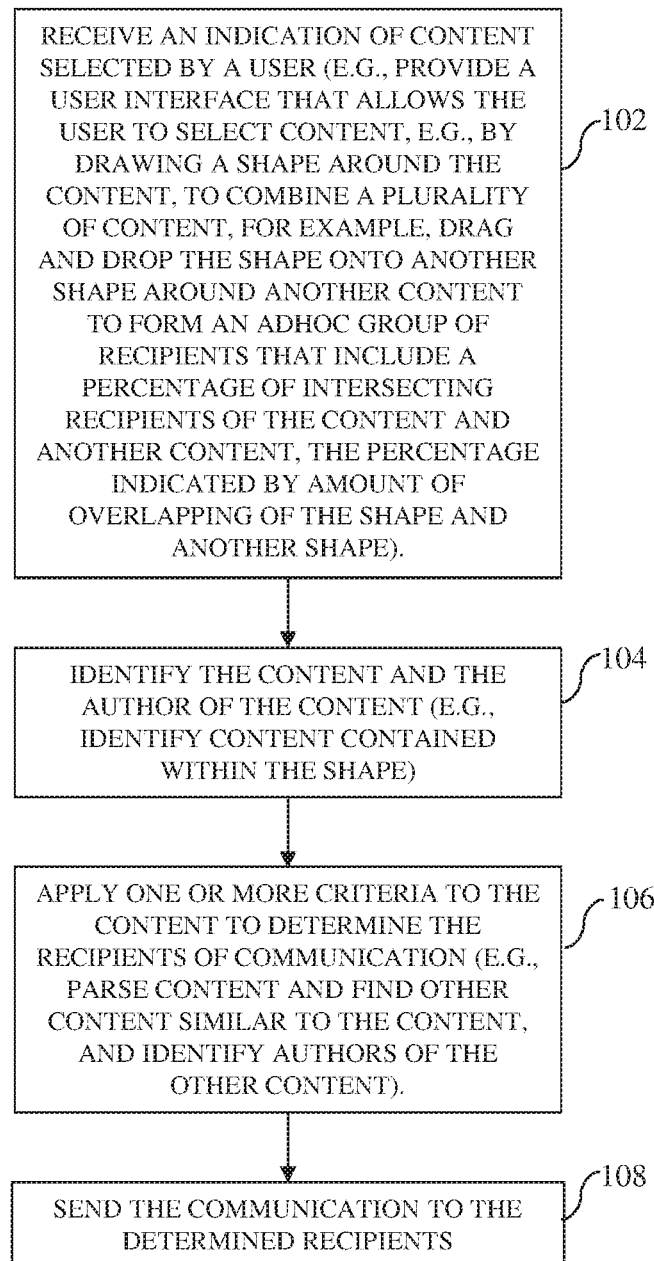 RECEIVE AN INDICATION OF CONTENT
SELECTED BY A USER (E.G., PROVIDE A
USER INTERFACE THAT ALLOWS THE
USER TO SELECT CONTENT, E.G., BY
DRAWING A SHAPE AROUND THE
CONTENT, TO COMBINE A PLURALITY
OF CONTENT, FOR EXAMPLE, DRAG
AND DROP THE SHAPE ONTO ANOTHER
SHAPE AROUND ANOTHER CONTENT
TO FORM AN ADHOC GROUP OF
RECIPIENTS THAT INCLUDE A
PERCENTAGE OF INTERSECTING
RECIPIENTS OF THE CONTENT AND
ANOTHER CONTENT, THE PERCENTAGE
INDICATED BY AMOUNT OF
OVERLAPPING OF THE SHAPE AND
ANOTHER SHAPE).
102
IDENTIFY THE CONTENT AND THE
AUTHOR OF THE CONTENT (E.G.,
IDENTIFY CONTENT CONTAINED
WITHIN THE SHAPE)
104
APPLY ONE OR MORE CRITERIA TO THE
CONTENT TO DETERMINE THE
RECIPIENTS OF COMMUNICATION (E.G.,
PARSE CONTENT AND FIND OTHER
CONTENT SIMILAR TO THE CONTENT,
AND IDENTIFY AUTHORS OF THE
OTHER CONTENT).
106
SEND THE COMMUNICATION TO THE
DETERMINED RECIPIENTS
108